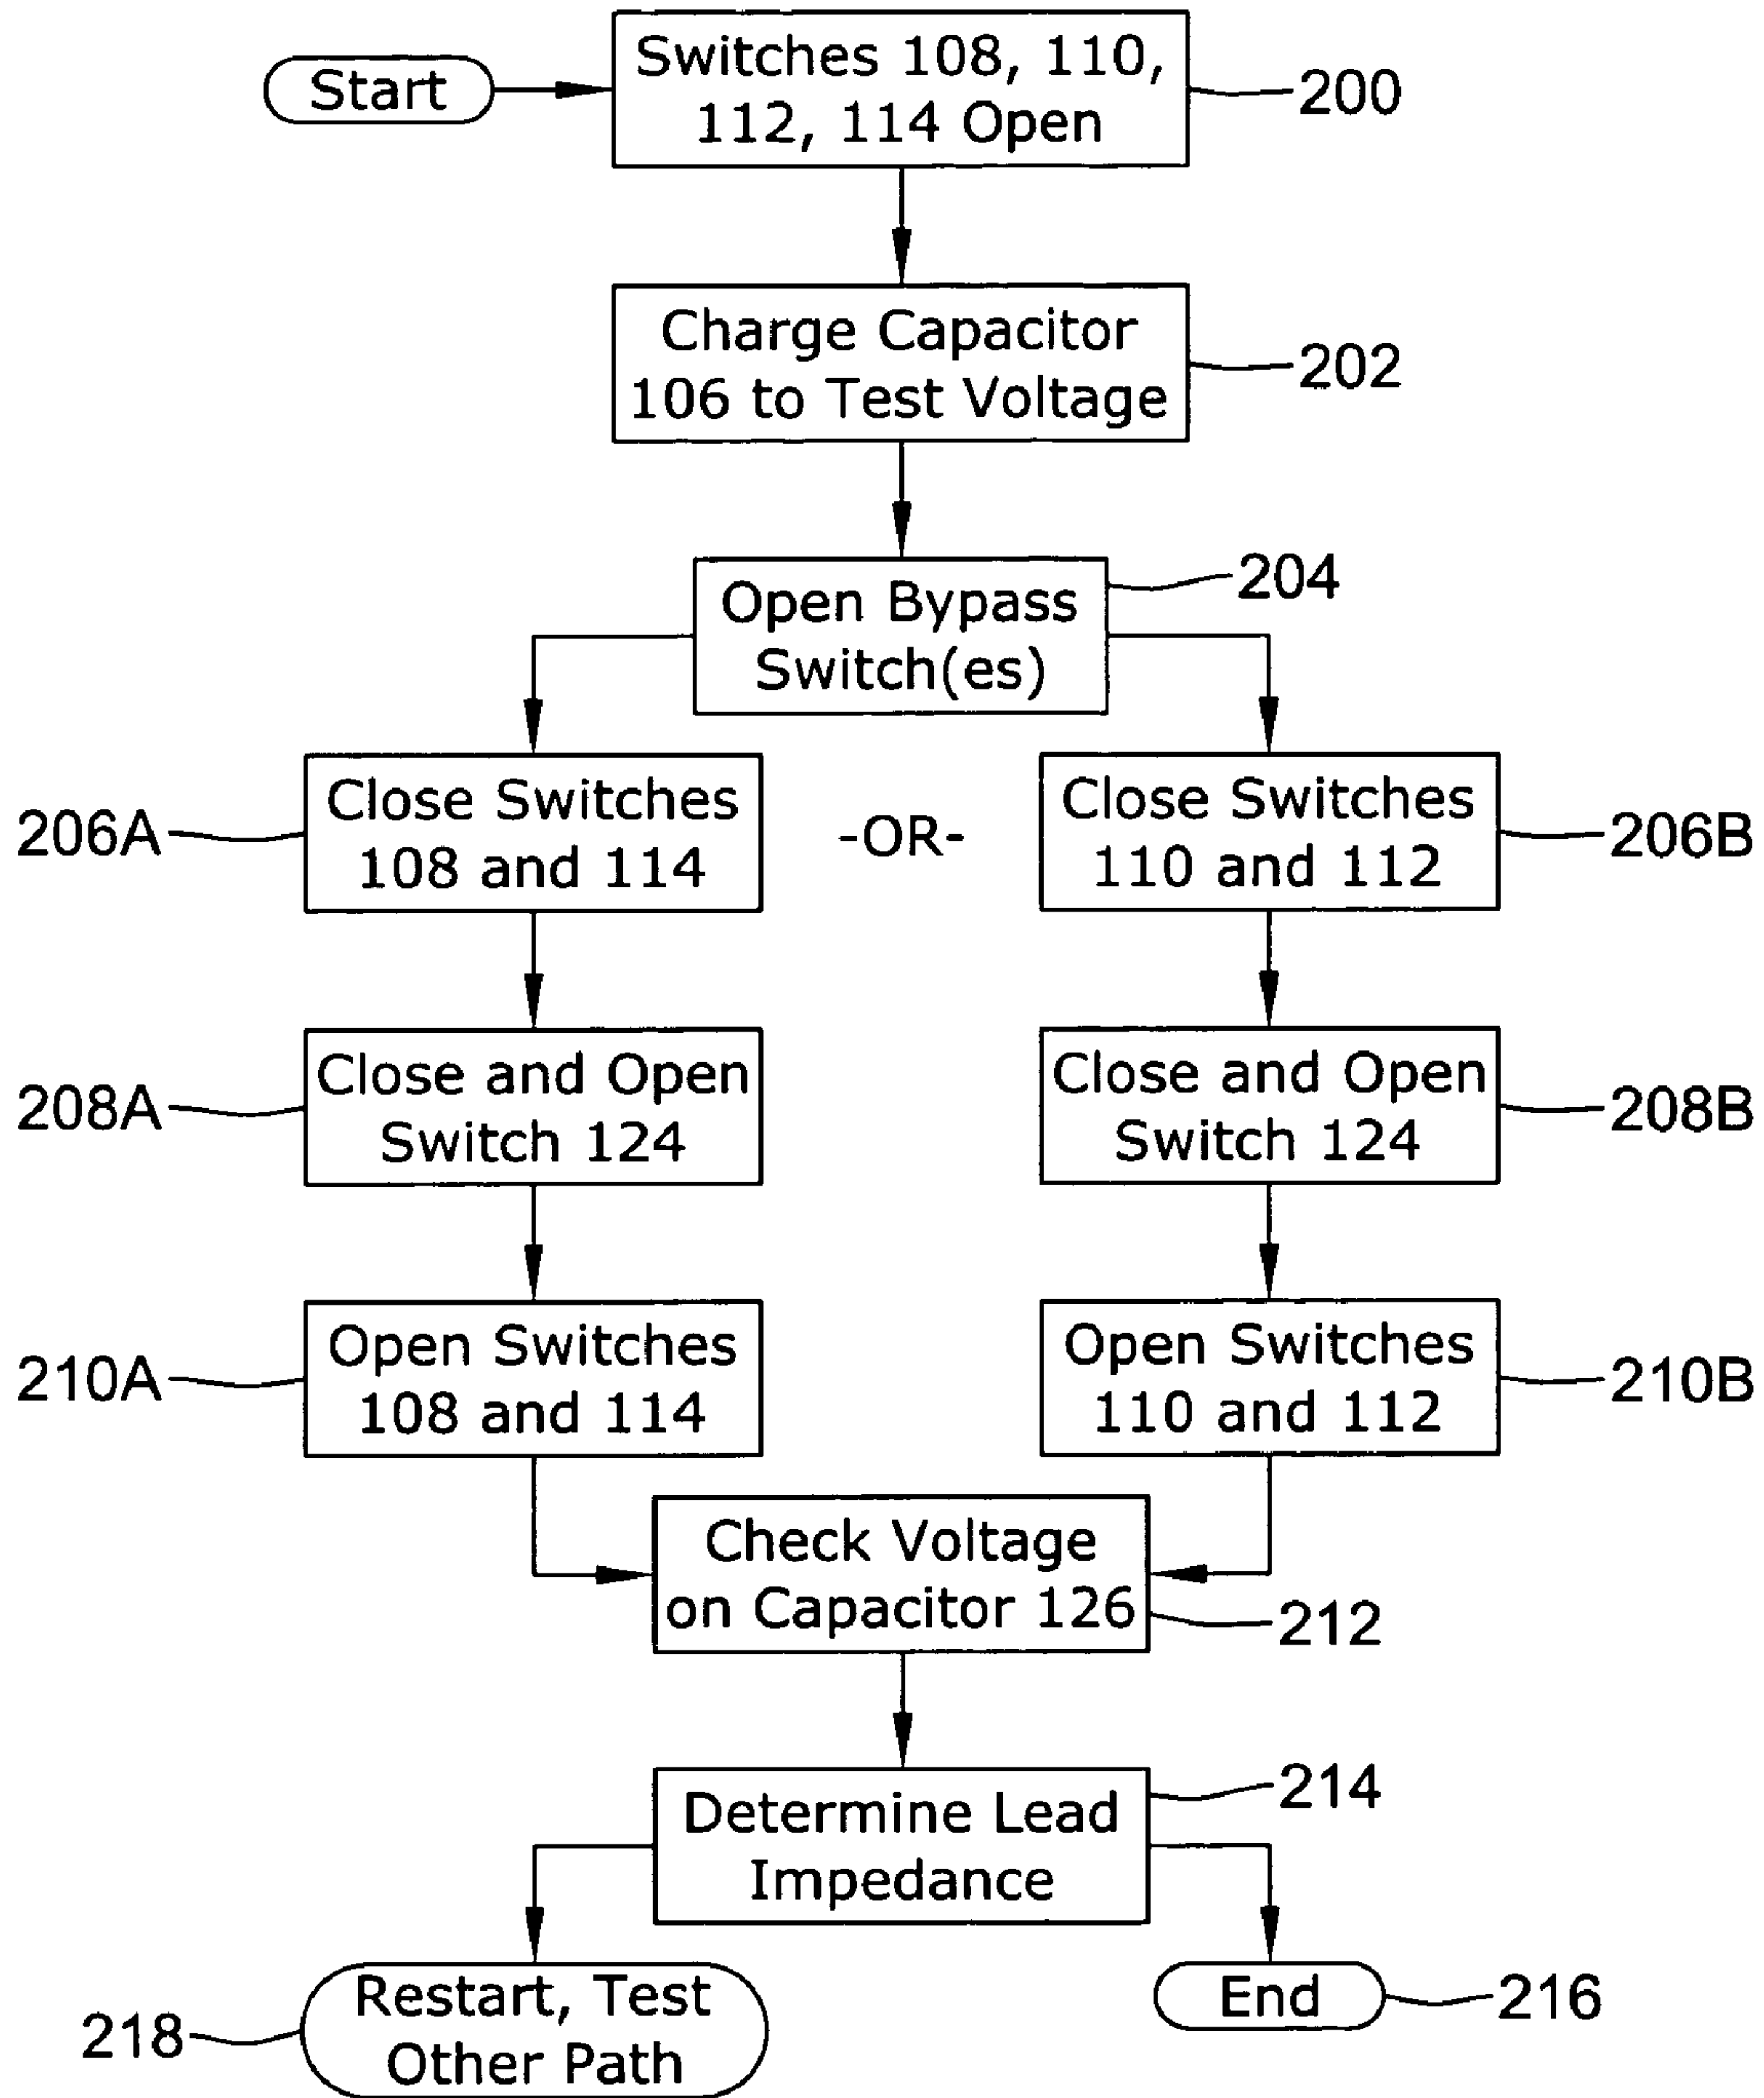 Start
Switches 108, 110,
112, 114 Open
200
Charge Capacitor
106 to Test Voltage
202
Open Bypass
Switch(es)
204
206A
Close Switches
108 and 114
-OR-
Close Switches
110 and 112
206B
208A
Close and Open
Switch 124
Close and Open
Switch 124
208B
210A
Open Switches
108 and 114
Open Switches
110 and 112
210B
Check Voltage
on Capacitor 126
212
Determine Lead
Impedance
214
218
Restart, Test
Other Path
End
216